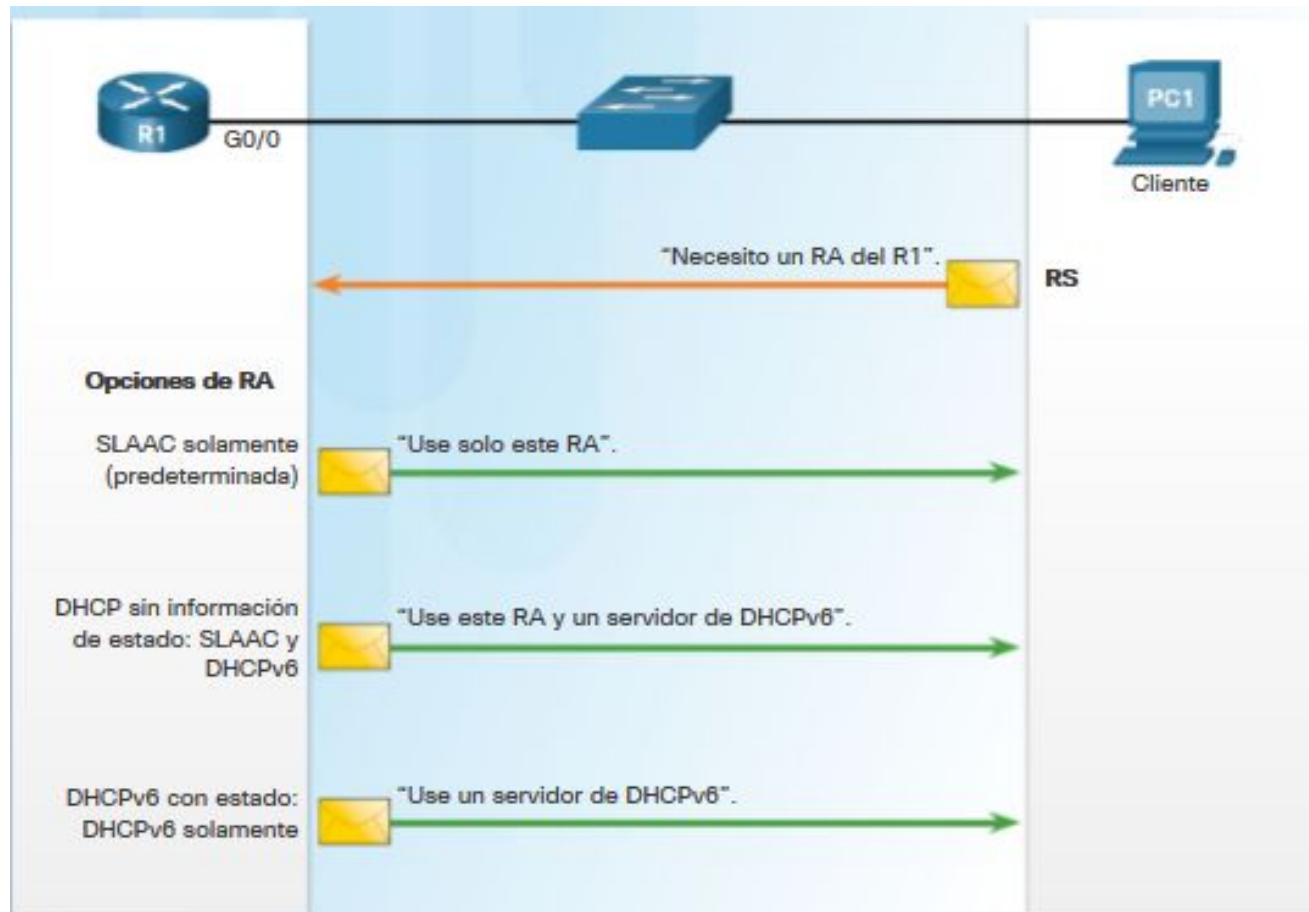 R1
G0/0
PC1
Cliente
“Necesito un RA del R1”.
RS
Opciones de RA
SLAAC solamente
(predeterminada)
“Use solo este RA”.
DHCP sin información
de estado: SLAAC y
DHCPv6
“Use este RA y un servidor de DHCPv6”.
DHCPv6 con estado:
DHCPv6 solamente
“Use un servidor de DHCPv6”.